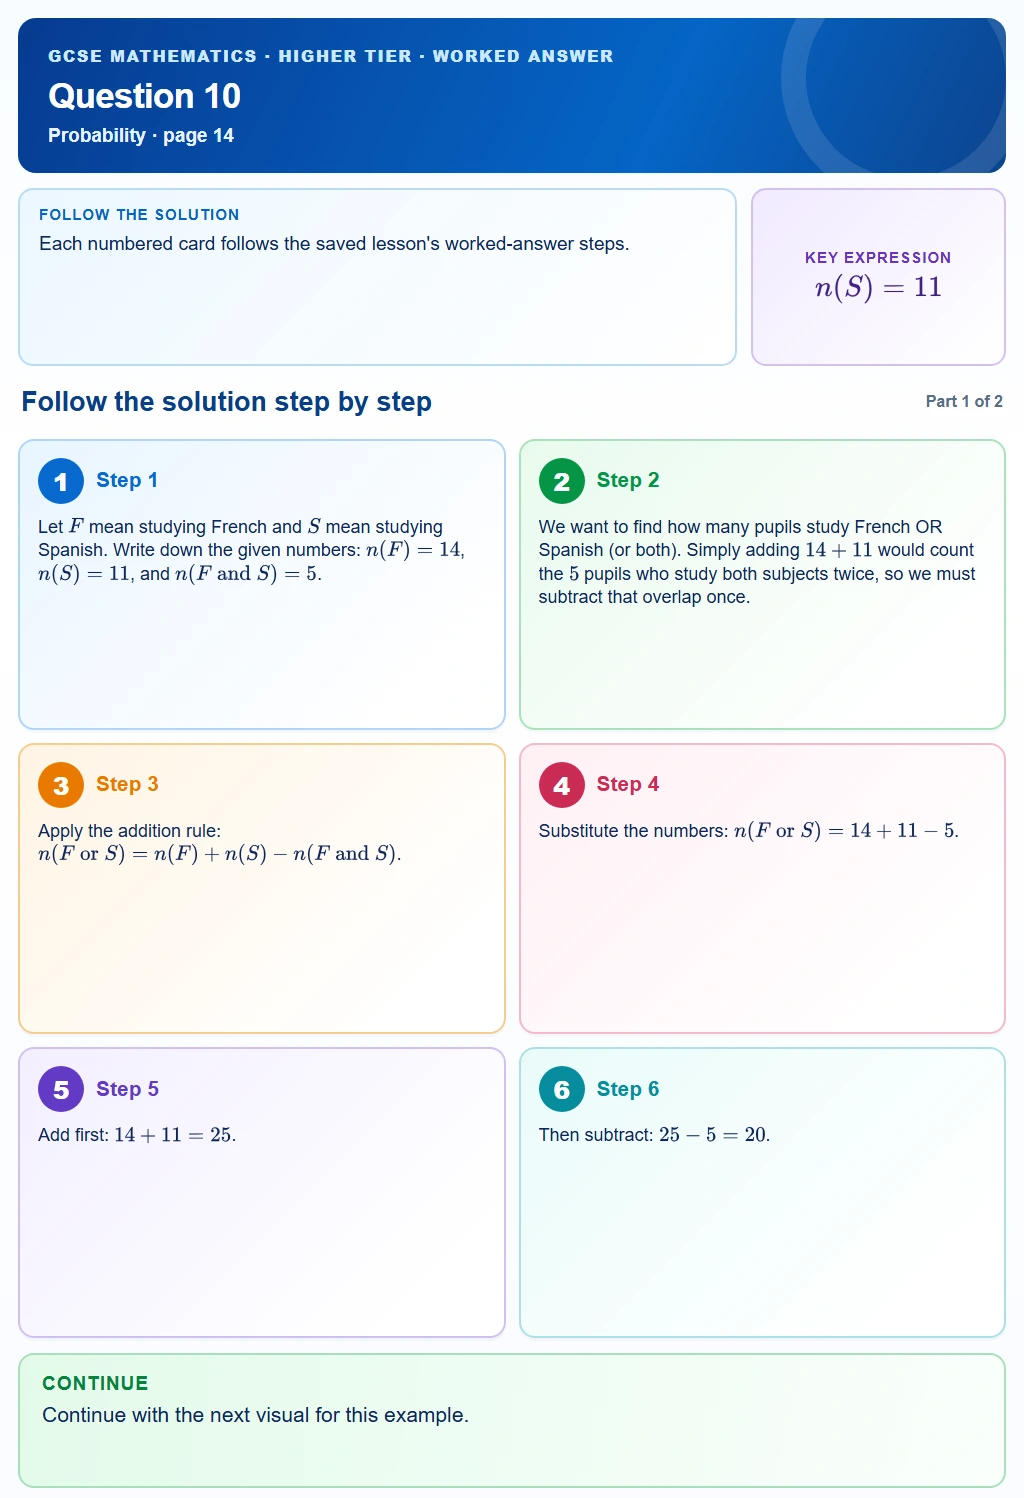 GCSE MATHEMATICS · HIGHER TIER · WORKED ANSWER
Question 10
Probability · page 14
FOLLOW THE SOLUTION
Each numbered card follows the saved lesson's worked-answer steps.
KEY EXPRESSION
n(S) = 11
Follow the solution step by step
Part 1 of 2
1 Step 1
Let F mean studying French and S mean studying
Spanish. Write down the given numbers: n(F) = 14,
n(S) = 11, and n(F and S) = 5.
2 Step 2
We want to find how many pupils study French OR
Spanish (or both). Simply adding 14 + 11 would count
the 5 pupils who study both subjects twice, so we must
subtract that overlap once.
3 Step 3
Apply the addition rule:
n(F or S) = n(F) + n(S) − n(F and S).
4 Step 4
Substitute the numbers: n(F or S) = 14 + 11 − 5.
5 Step 5
Add first: 14 + 11 = 25.
6 Step 6
Then subtract: 25 − 5 = 20.
CONTINUE
Continue with the next visual for this example.